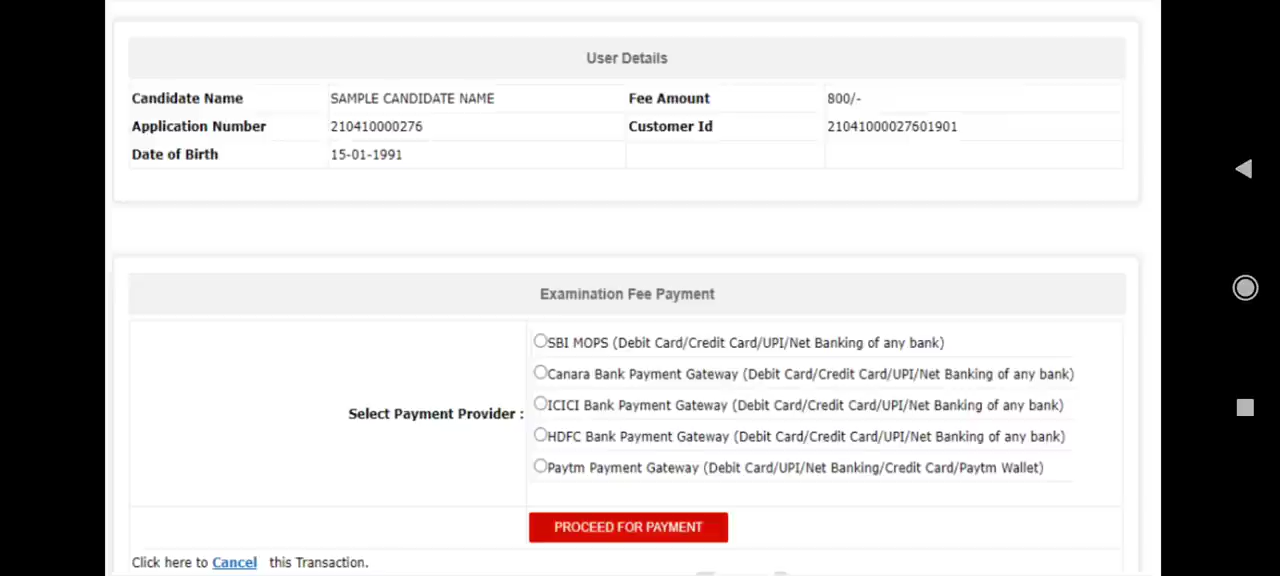 User Details
Candidate Name SAMPLE CANDIDATE NAME Fee Amount 800/-
Application Number 210410000276 Customer Id 21041000027601901
Date of Birth 15-01-1991
Examination Fee Payment
SBI MOPS (Debit Card/Credit Card/UPI/Net Banking of any bank)
Canara Bank Payment Gateway (Debit Card/Credit Card/UPI/Net Banking of any bank)
ICICI Bank Payment Gateway (Debit Card/Credit Card/UPI/Net Banking of any bank)
Select Payment Provider :
HDFC Bank Payment Gateway (Debit Card/Credit Card/UPI/Net Banking of any bank)
Paytm Payment Gateway (Debit Card/UPI/Net Banking/Credit Card/Paytm Wallet)
PROCEED FOR PAYMENT
Click here to Cancel this Transaction.